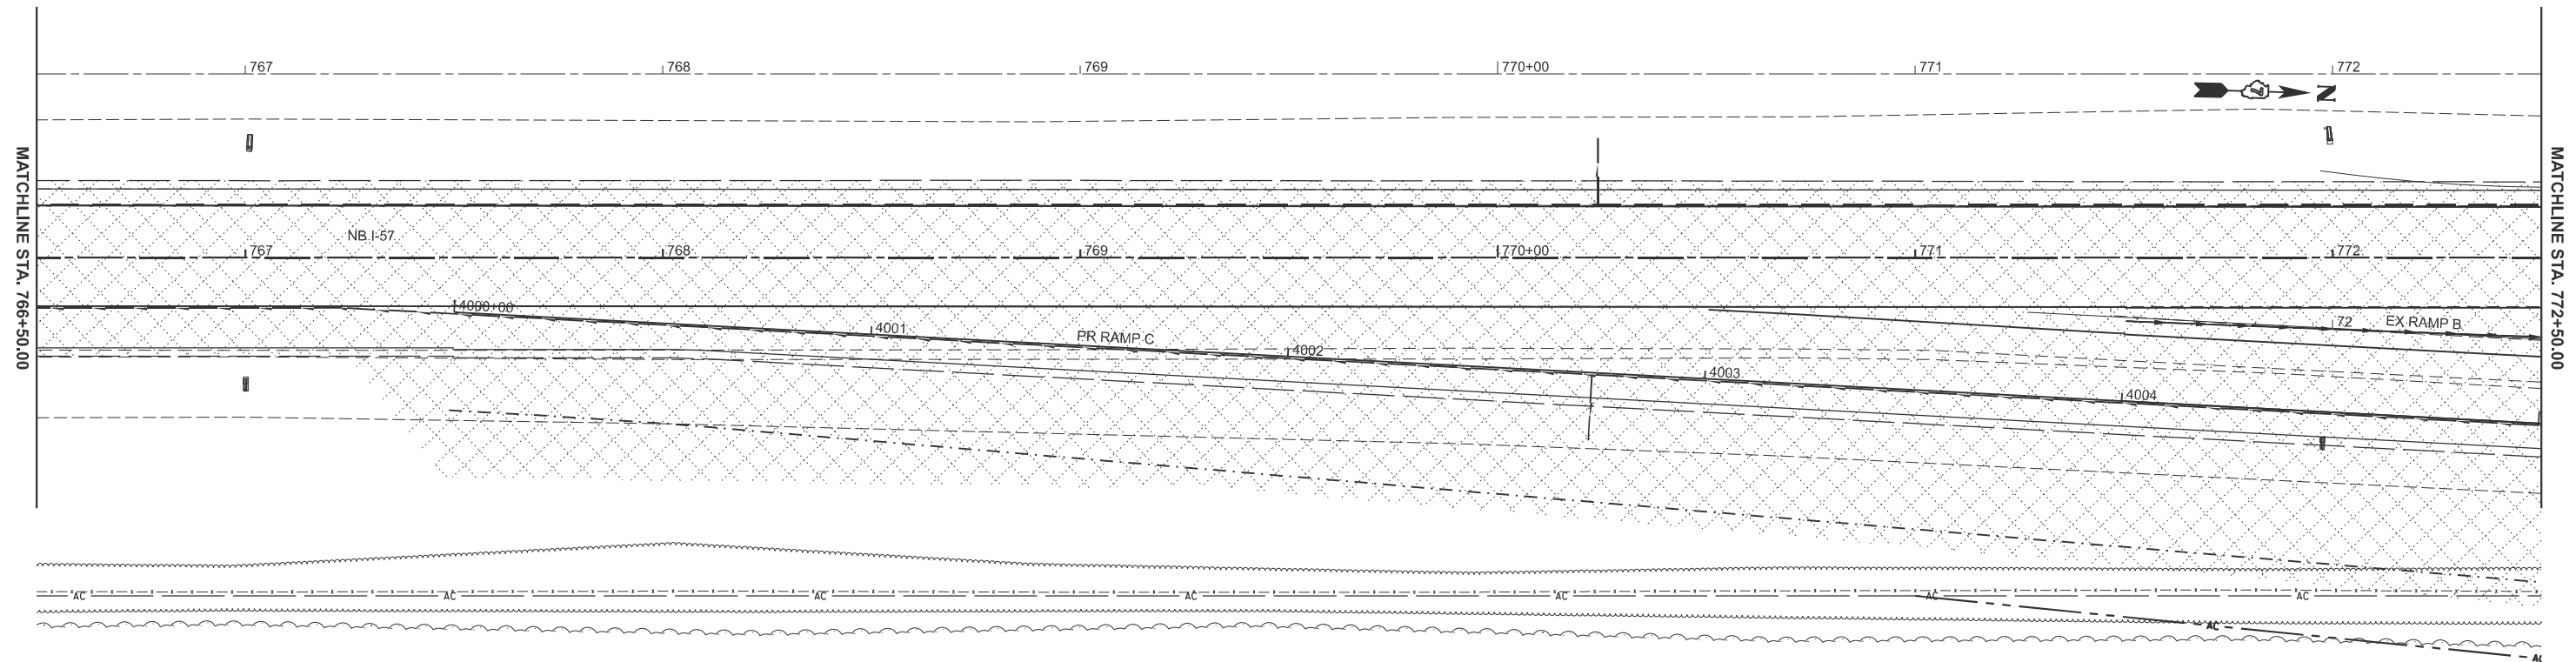 767 768 769 770+00 771 772
N
MATCHLINE STA. 766+50.00
MATCHLINE STA. 772+50.00
NB I-57
767 768 769 770+00 771 772
14000+00
4001
PR RAMP C
4002
4003
4004
72
EX RAMP B
AC AC AC AC AC AC AC
AC
AC